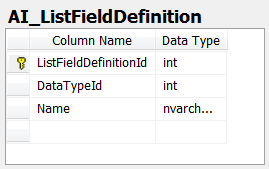 AI_ListFieldDefinition
Column Name Data Type
ListFieldDefinitionId int
DataTypeId int
Name nvarch...